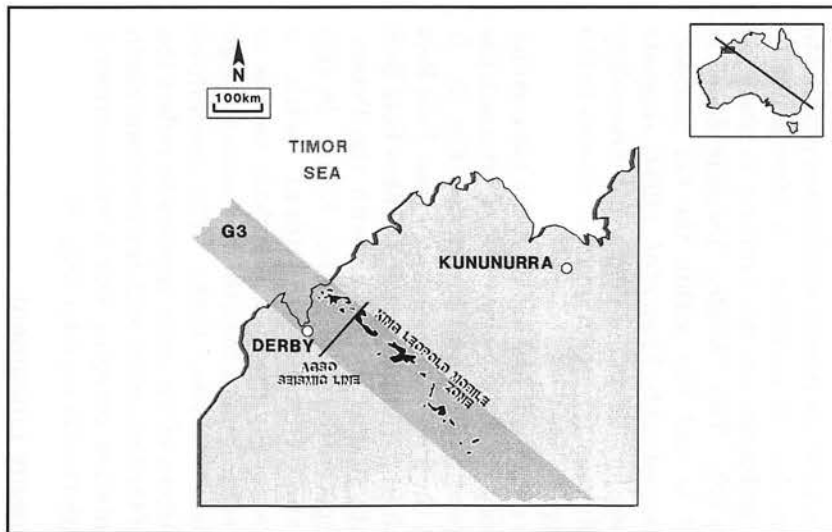 N
100km
TIMOR
SEA
G3
KUNUNURRA
DERBY
KING LEOPOLD MOBILE
ZONE
AGSO
SEISMIC LINE